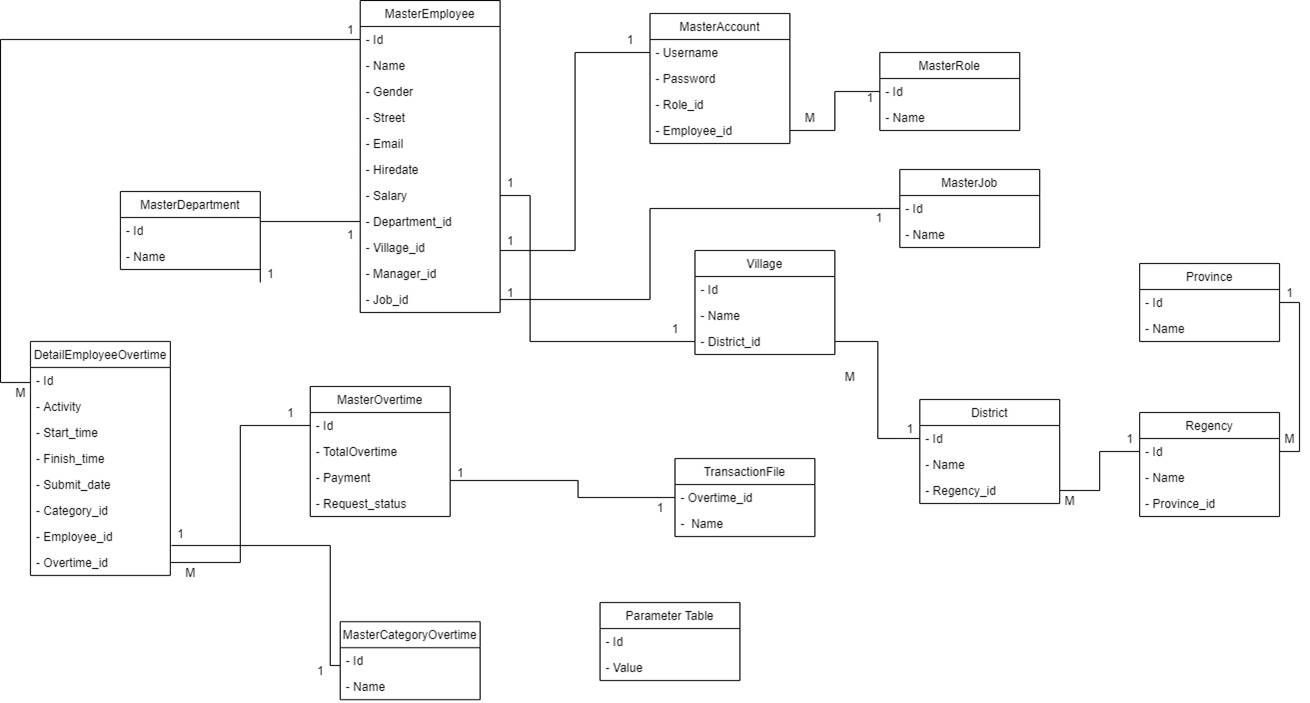 MasterEmployee
1
- Id
- Name
- Gender
- Street
- Email
- Hiredate
- Salary
- Department_id
- Village_id
- Manager_id
- Job_id
1
1
1
1
MasterAccount
1
- Username
- Password
- Role_id
- Employee_id
M
MasterRole
1
- Id
- Name
MasterDepartment
- Id
- Name
1
MasterJob
1
- Id
- Name
Village
- Id
- Name
- District_id
1
M
Province
1
- Id
- Name
DetailEmployeeOvertime
M
- Id
- Activity
- Start_time
- Finish_time
- Submit_date
- Category_id
- Employee_id
- Overtime_id
1
M
MasterOvertime
1
- Id
- TotalOvertime
- Payment
- Request_status
1
TransactionFile
- Overtime_id
- Name
1
District
1
- Id
- Name
- Regency_id
M
Regency
1
M
- Id
- Name
- Province_id
MasterCategoryOvertime
1
- Id
- Name
Parameter Table
- Id
- Value